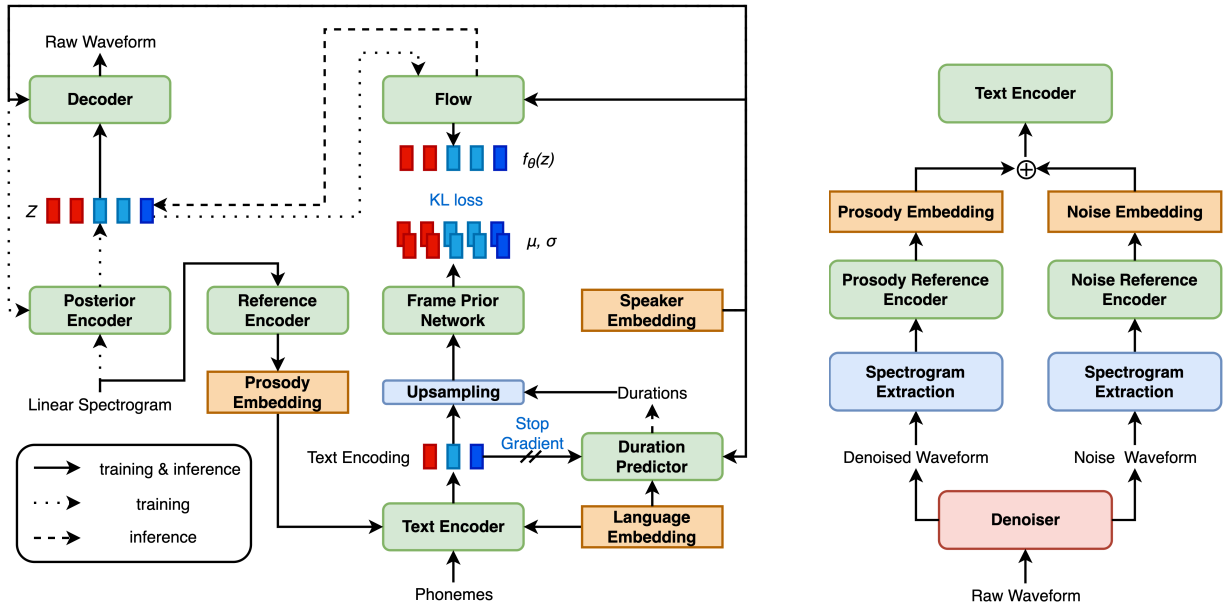 Raw Waveform
Decoder
Flow
Text Encoder
fθ(z)
KL loss
Z
μ, σ
Prosody Embedding
Noise Embedding
Posterior
Encoder
Reference
Encoder
Frame Prior
Network
Speaker
Embedding
Prosody Reference
Encoder
Noise Reference
Encoder
Linear Spectrogram
Prosody
Embedding
Upsampling
Durations
Spectrogram
Extraction
Spectrogram
Extraction
Stop
Gradient
Text Encoding
Duration
Predictor
Denoised Waveform
Noise Waveform
training & inference
training
inference
Text Encoder
Language
Embedding
Denoiser
Phonemes
Raw Waveform